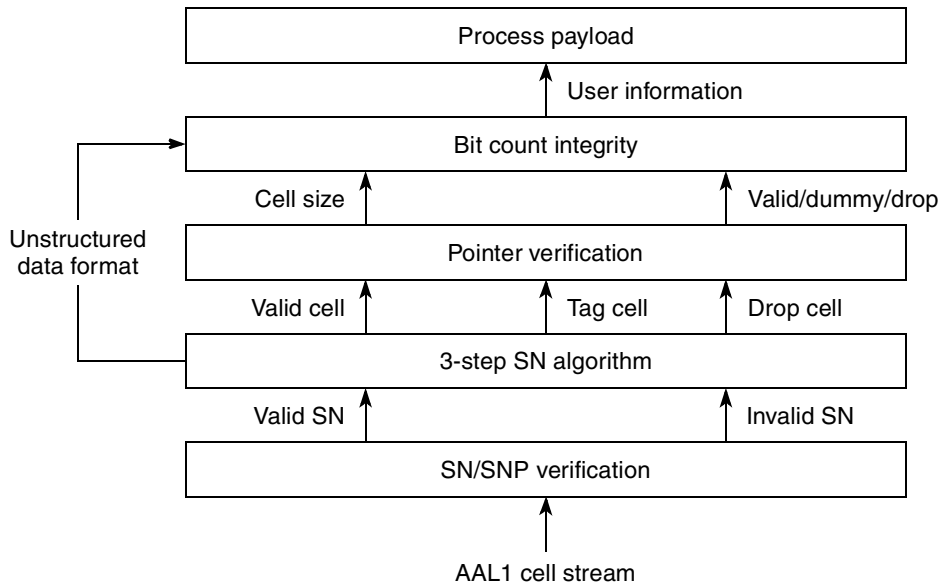 Process payload
User information
Bit count integrity
Cell size
Valid/dummy/drop
Unstructured
data format
Pointer verification
Valid cell
Tag cell
Drop cell
3-step SN algorithm
Valid SN
Invalid SN
SN/SNP verification
AAL1 cell stream